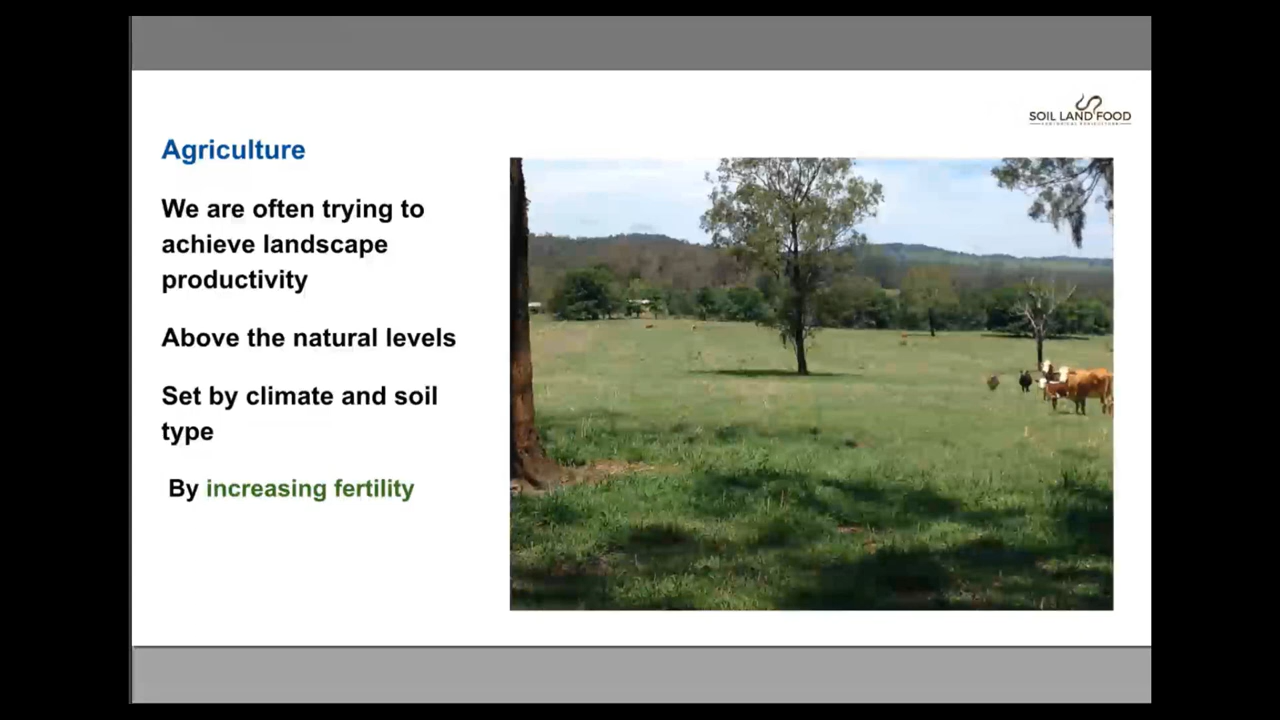 SOIL LAND FOOD
Agriculture
We are often trying to
achieve landscape
productivity
Above the natural levels
Set by climate and soil
type
By increasing fertility